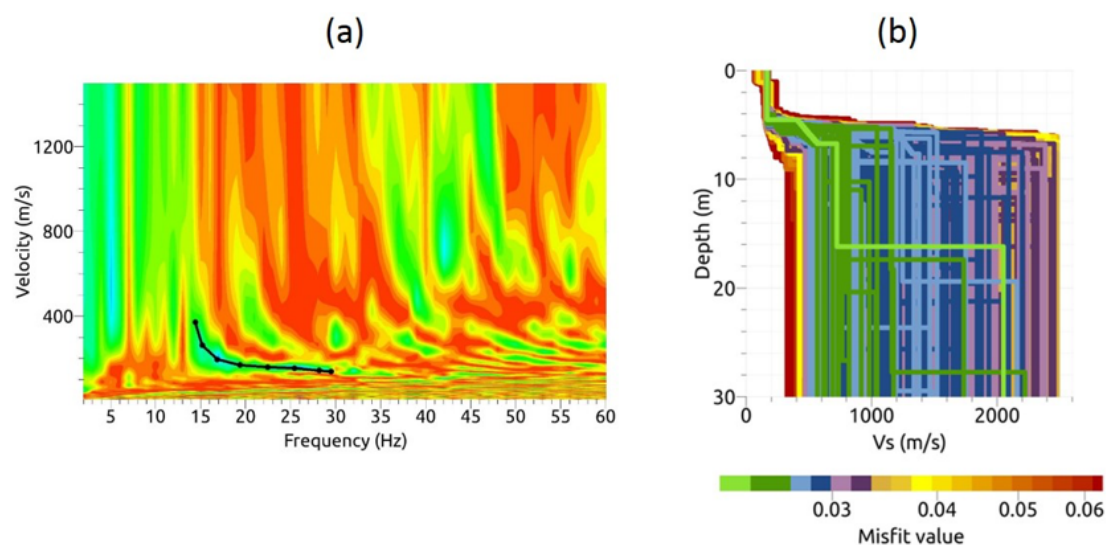 (a)
(b)
1200
800
400
Velocity (m/s)
5 10 15 20 25 30 35 40 45 50 55 60
Frequency (Hz)
0
10
20
30
Depth (m)
0 1000 2000
Vs (m/s)
0.03 0.04 0.05 0.06
Misfit value